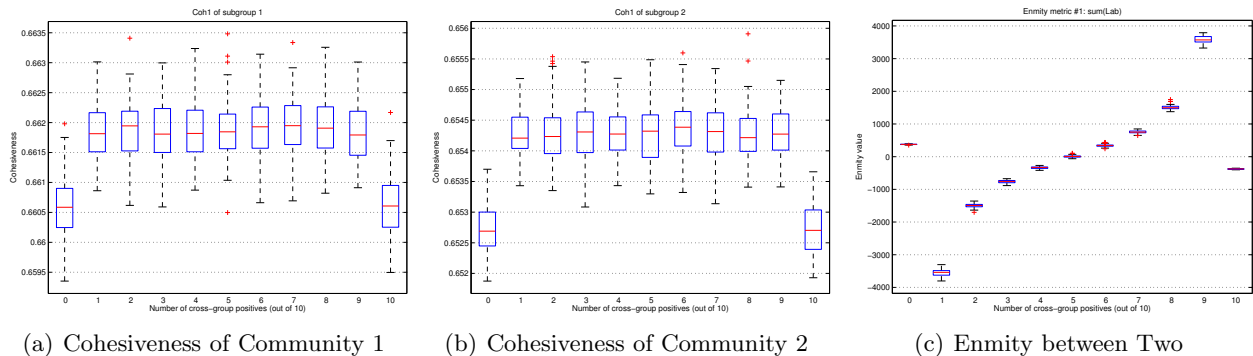 Coh1 of subgroup 1
Cohesiveness
0.6635
0.663
0.6625
0.662
0.6615
0.661
0.6605
0.66
0.6595
0 1 2 3 4 5 6 7 8 9 10
Number of cross−group positives (out of 10)
(a) Cohesiveness of Community 1
Coh1 of subgroup 2
Cohesiveness
0.656
0.6555
0.655
0.6545
0.654
0.6535
0.653
0.6525
0.652
0 1 2 3 4 5 6 7 8 9 10
Number of cross−group positives (out of 10)
(b) Cohesiveness of Community 2
Enmity metric #1: sum(Lab)
Enmity value
4000
3000
2000
1000
0
−1000
−2000
−3000
−4000
0 1 2 3 4 5 6 7 8 9 10
Number of cross−group positives (out of 10)
(c) Enmity between Two